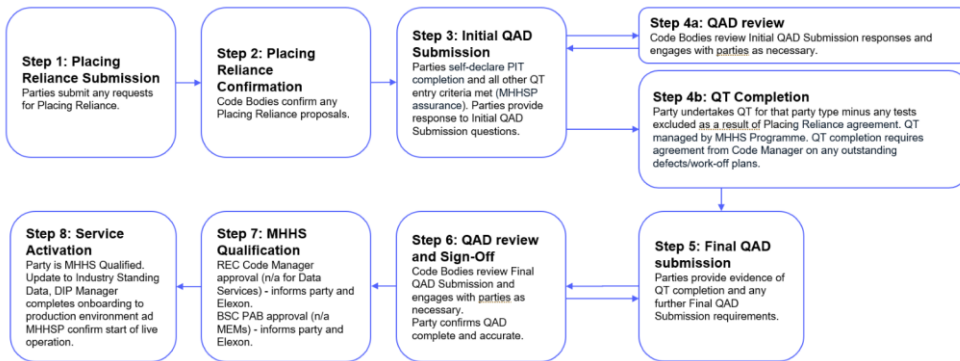 Step 1: Placing
Reliance Submission
Parties submit any requests
for Placing Reliance.
Step 2: Placing
Reliance
Confirmation
Code Bodies confirm any
Placing Reliance proposals.
Step 3: Initial QAD
Submission
Parties self-declare PIT
completion and all other QT
entry criteria met (MHHSP
assurance). Parties provide
response to Initial QAD
Submission questions.
Step 4a: QAD review
Code Bodies review Initial QAD Submission responses and
engages with parties as necessary.
Step 4b: QT Completion
Party undertakes QT for that party type minus any tests
excluded as a result of Placing Reliance agreement. QT
managed by MHHS Programme. QT completion requires
agreement from Code Manager on any outstanding
defects/work-off plans.
Step 5: Final QAD
submission
Parties provide evidence of
QT completion and any
further Final QAD
Submission requirements.
Step 6: QAD review
and Sign-Off
Code Bodies review Final
QAD Submission and
engages with parties as
necessary.
Party confirms QAD
complete and accurate.
Step 7: MHHS
Qualification
REC Code Manager
approval (n/a for Data
Services) - informs party and
Elexon.
BSC PAB approval (n/a
MEMs) - informs party and
Elexon.
Step 8: Service
Activation
Party is MHHS Qualified.
Update to Industry Standing
Data, DIP Manager
completes onboarding to
production environment ad
MHHSP confirm start of live
operation.